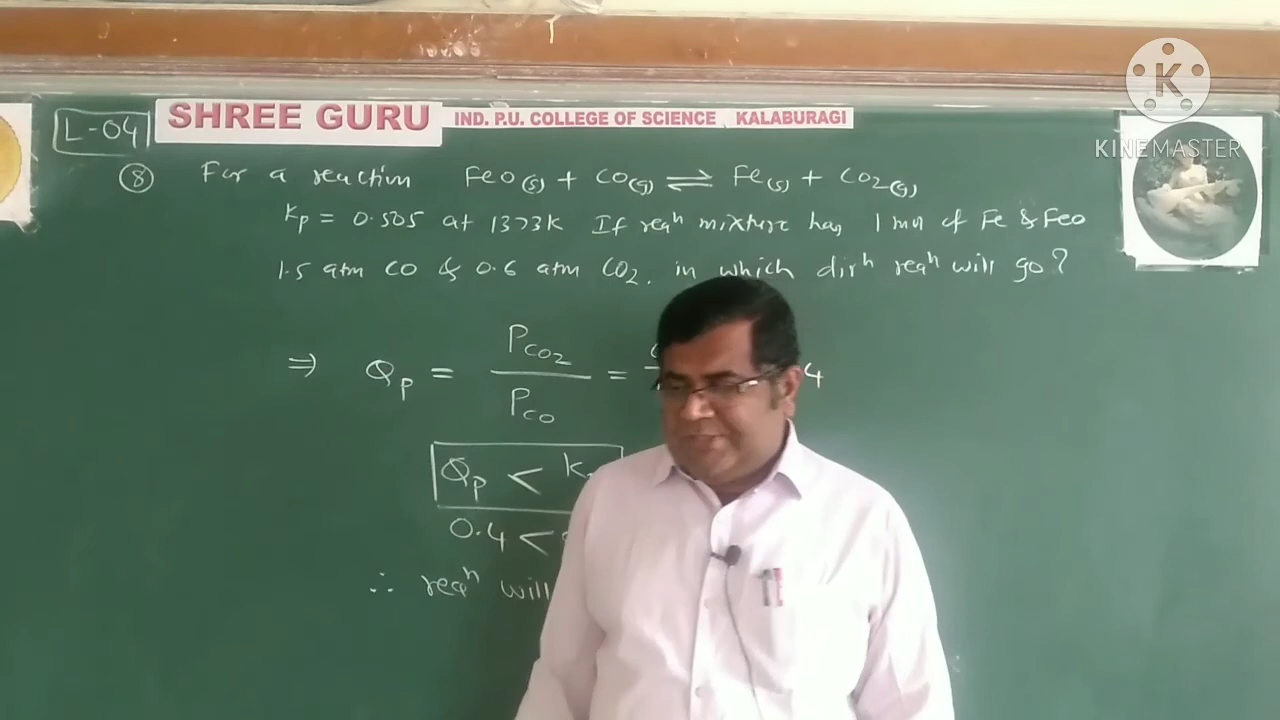 KINEMASTER
L-04
SHREE GURU IND. P.U. COLLEGE OF SCIENCE, KALABURAGI
⑧ For a reaction FeO(s) + CO(g) ⇌ Fe(s) + CO2(g)
Kp = 0.505 at 1373K If reaⁿ mixture has 1 mol of Fe & FeO
1.5 atm CO & 0.6 atm CO2. in which dirⁿ reaⁿ will go?
⇒ Qp = PCO2 / PCO = 4
Qp < K
0.4 <
∴ reaⁿ will